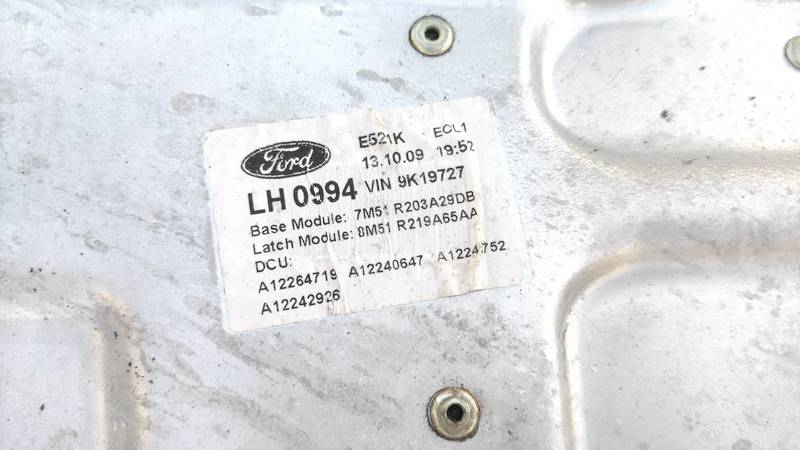 Ford
E521K EOL1
13.10.09 19:52
LH 0994 VIN 9K19727
Base Module: 7M51 R203A29DB
Latch Module: 8M51 R219A65AA
DCU:
A12264719 A12240647 A1224752
A12242926